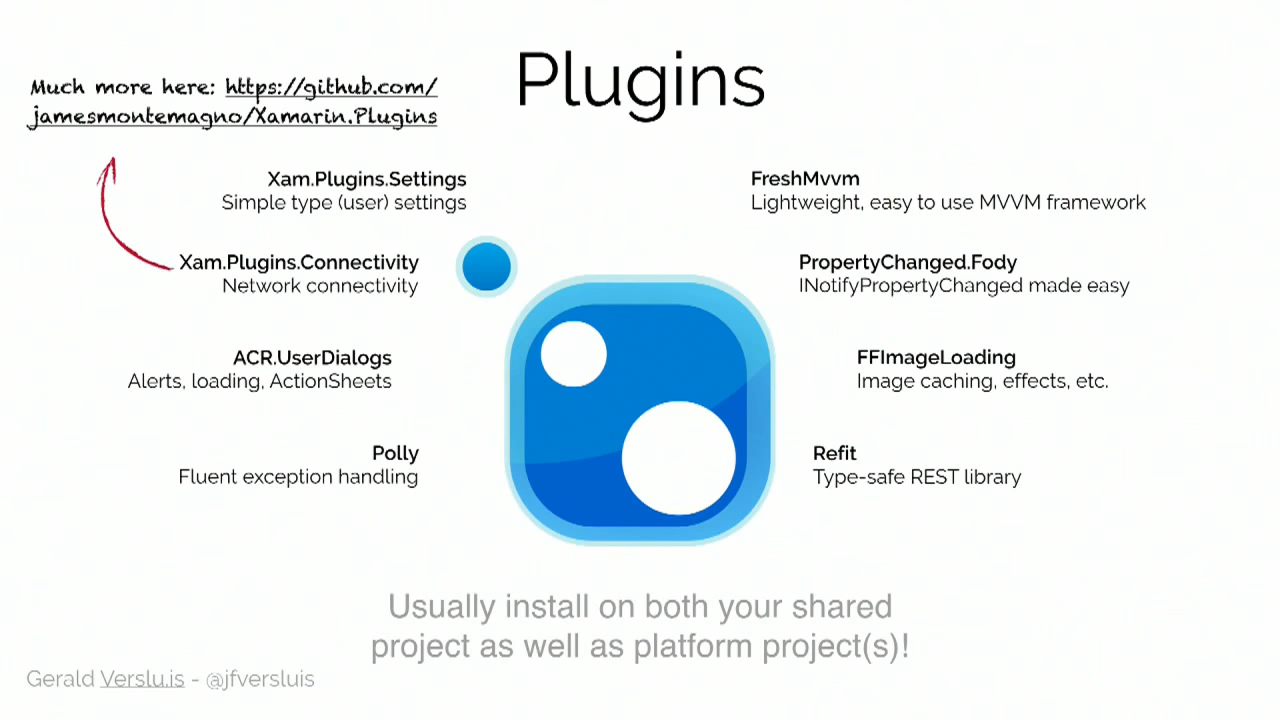 Plugins
Much more here: https://github.com/
jamesmontemagno/Xamarin.Plugins
Xam.Plugins.Settings
Simple type (user) settings
Xam.Plugins.Connectivity
Network connectivity
ACR.UserDialogs
Alerts, loading, ActionSheets
Polly
Fluent exception handling
FreshMvvm
Lightweight, easy to use MVVM framework
PropertyChanged.Fody
INotifyPropertyChanged made easy
FFImageLoading
Image caching, effects, etc.
Refit
Type-safe REST library
Usually install on both your shared
project as well as platform project(s)!
Gerald Verslu.is - @jfversluis